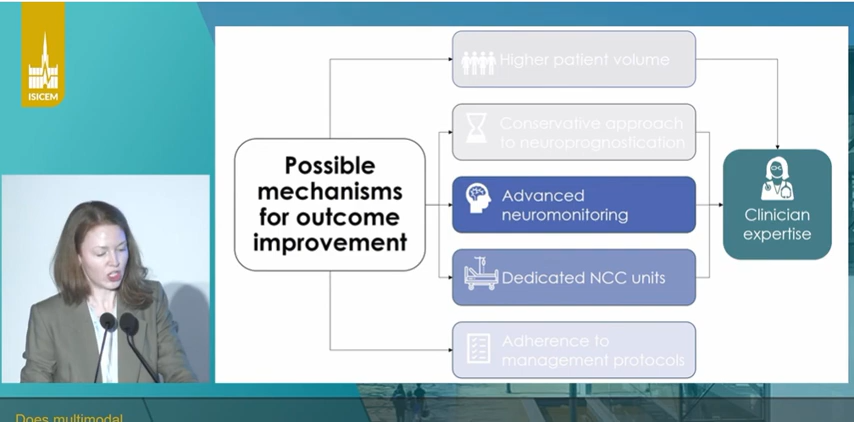 ISICEM
Higher patient volume
Conservative approach
to neuroprognostication
Possible
mechanisms
for outcome
improvement
Advanced
neuromonitoring
Clinician
expertise
Dedicated NCC units
Adherence to
management protocols
Does multimodal